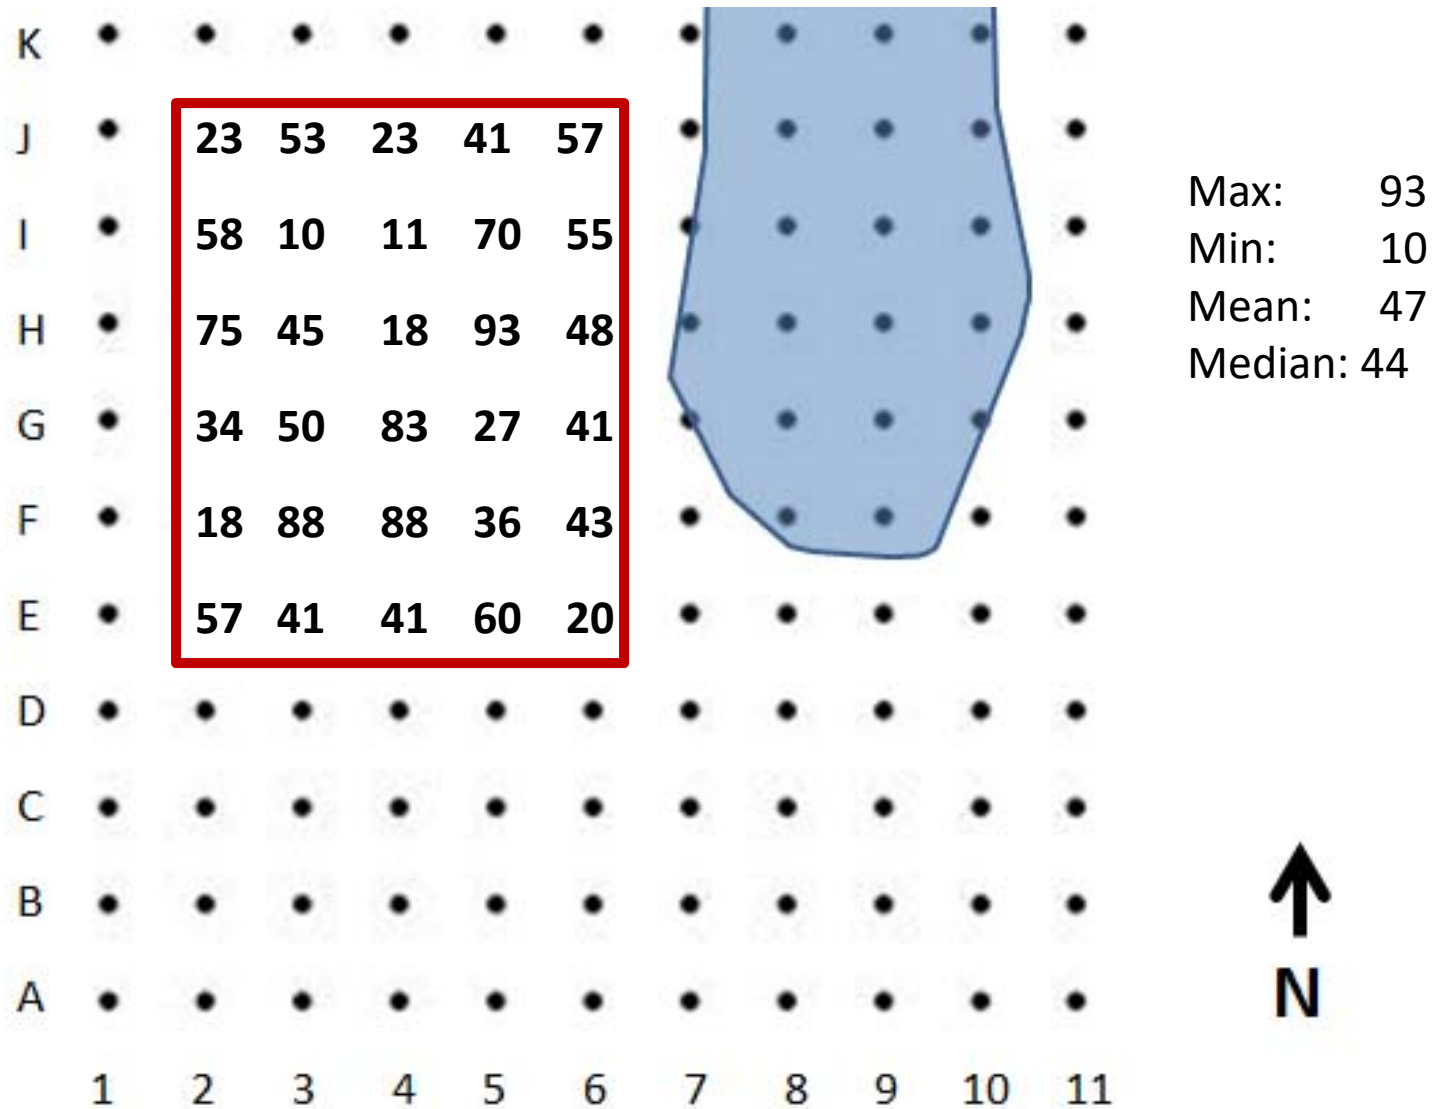 K
J 23 53 23 41 57
I 58 10 11 70 55
H 75 45 18 93 48
G 34 50 83 27 41
F 18 88 88 36 43
E 57 41 41 60 20
D
C
B
A
1 2 3 4 5 6 7 8 9 10 11
Max: 93
Min: 10
Mean: 47
Median: 44
N